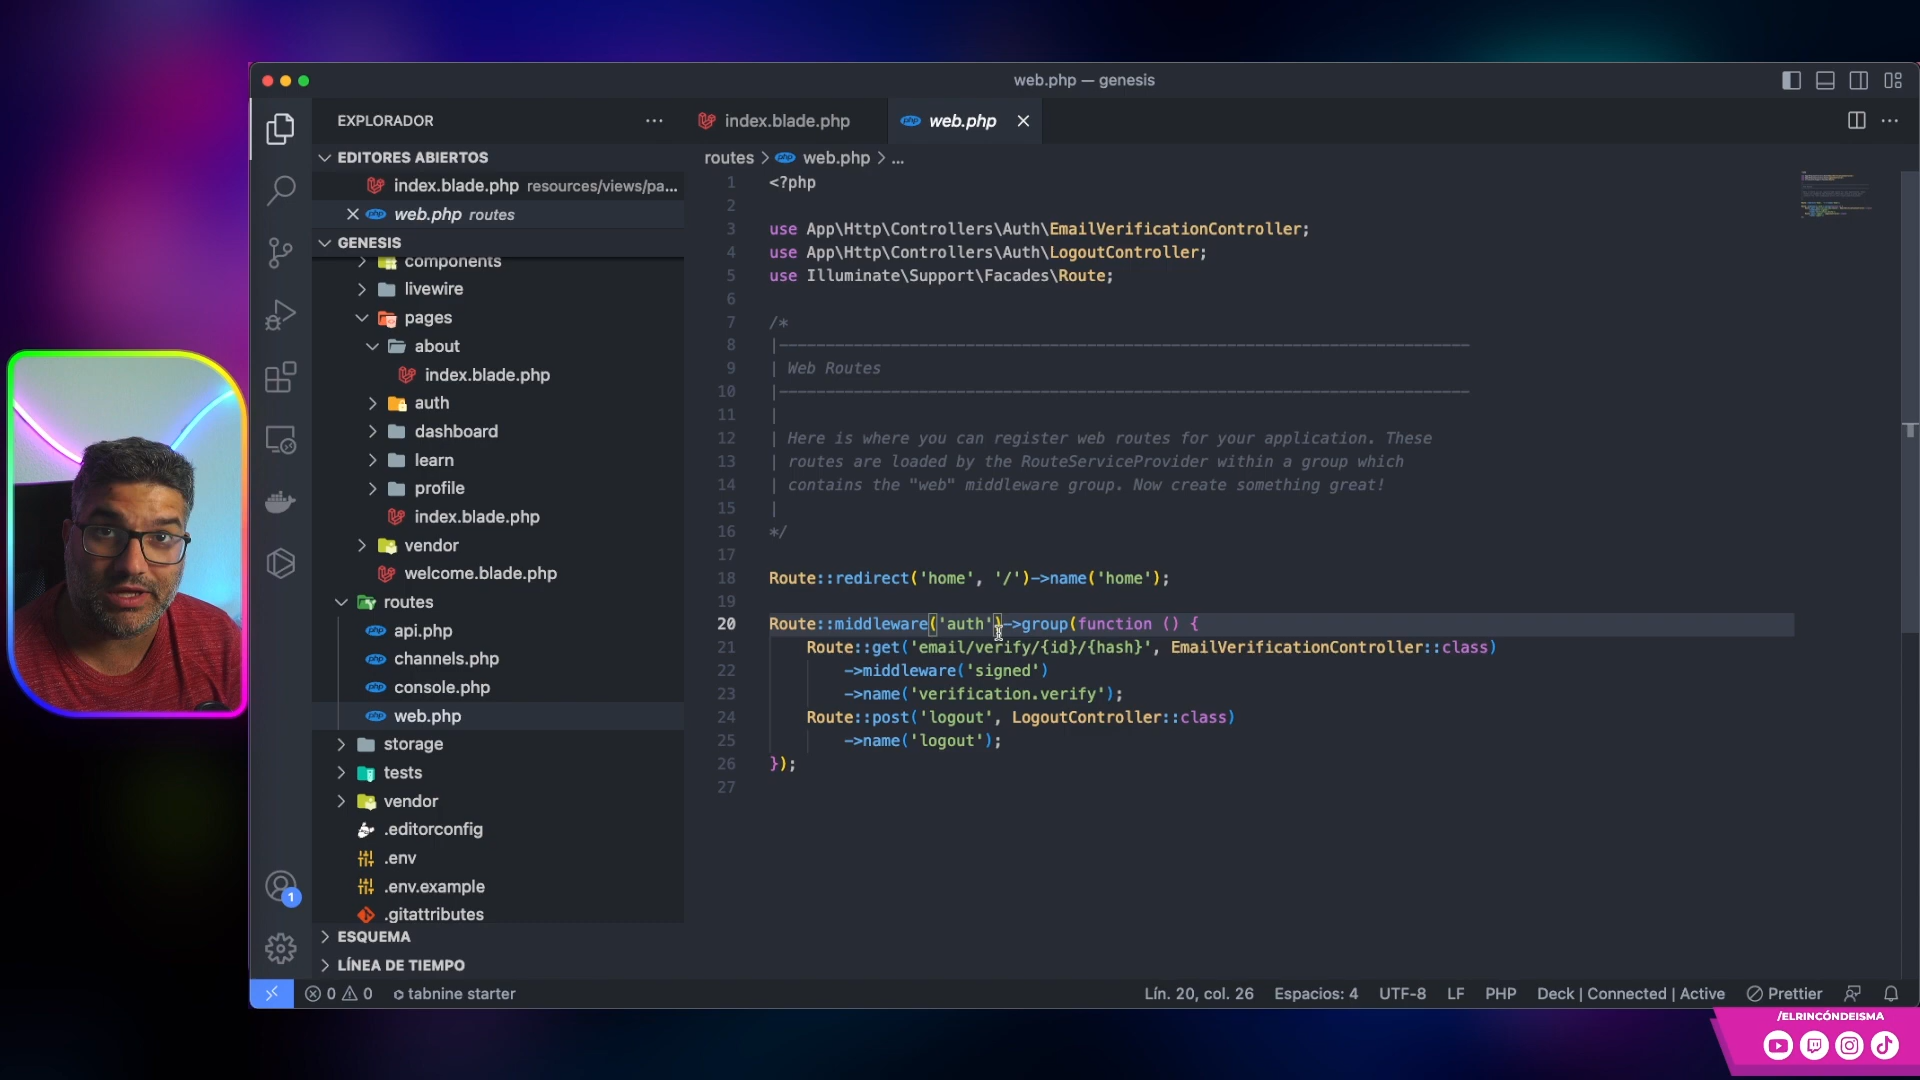 web.php — genesis
EXPLORADOR
index.blade.php
web.php
EDITORES ABIERTOS
index.blade.php resources/views/pa...
web.php routes
GENESIS
components
livewire
pages
about
index.blade.php
auth
dashboard
learn
profile
index.blade.php
vendor
welcome.blade.php
routes
api.php
channels.php
console.php
web.php
storage
tests
vendor
.editorconfig
.env
.env.example
.gitattributes
ESQUEMA
LÍNEA DE TIEMPO
1
routes > web.php > ...
1 <?php
2
3 use App\Http\Controllers\Auth\EmailVerificationController;
4 use App\Http\Controllers\Auth\LogoutController;
5 use Illuminate\Support\Facades\Route;
6
7 /*
8 |--------------------------------------------------------------------------
9 | Web Routes
10 |--------------------------------------------------------------------------
11 |
12 | Here is where you can register web routes for your application. These
13 | routes are loaded by the RouteServiceProvider within a group which
14 | contains the "web" middleware group. Now create something great!
15 |
16 */
17
18 Route::redirect('home', '/')->name('home');
19
20 Route::middleware('auth')->group(function () {
21 Route::get('email/verify/{id}/{hash}', EmailVerificationController::class)
22 ->middleware('signed')
23 ->name('verification.verify');
24 Route::post('logout', LogoutController::class)
25 ->name('logout');
26 });
27
0 0 tabnine starter
Lín. 20, col. 26 Espacios: 4 UTF-8 LF PHP Deck | Connected | Active Prettier
/ELRINCÓNDEISMA